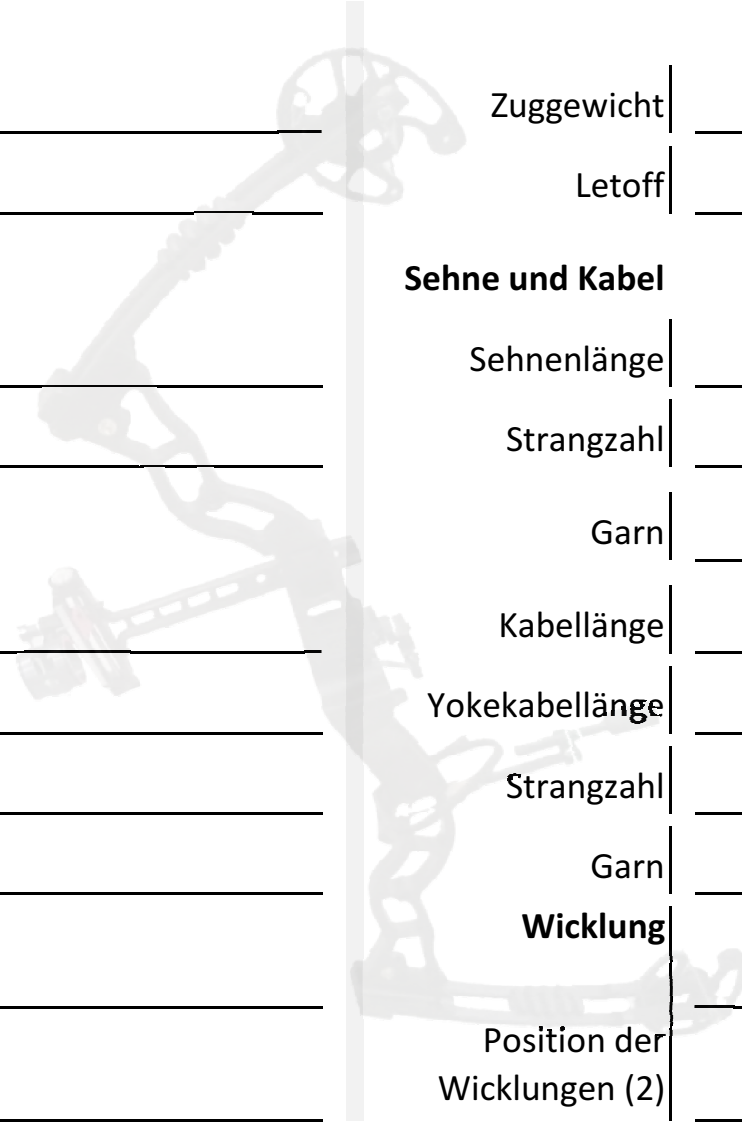 Zuggewicht
Letoff
Sehne und Kabel
Sehnenlänge
Strangzahl
Garn
Kabellänge
Yokekabellänge
Strangzahl
Garn
Wicklung
Position der
Wicklungen (2)